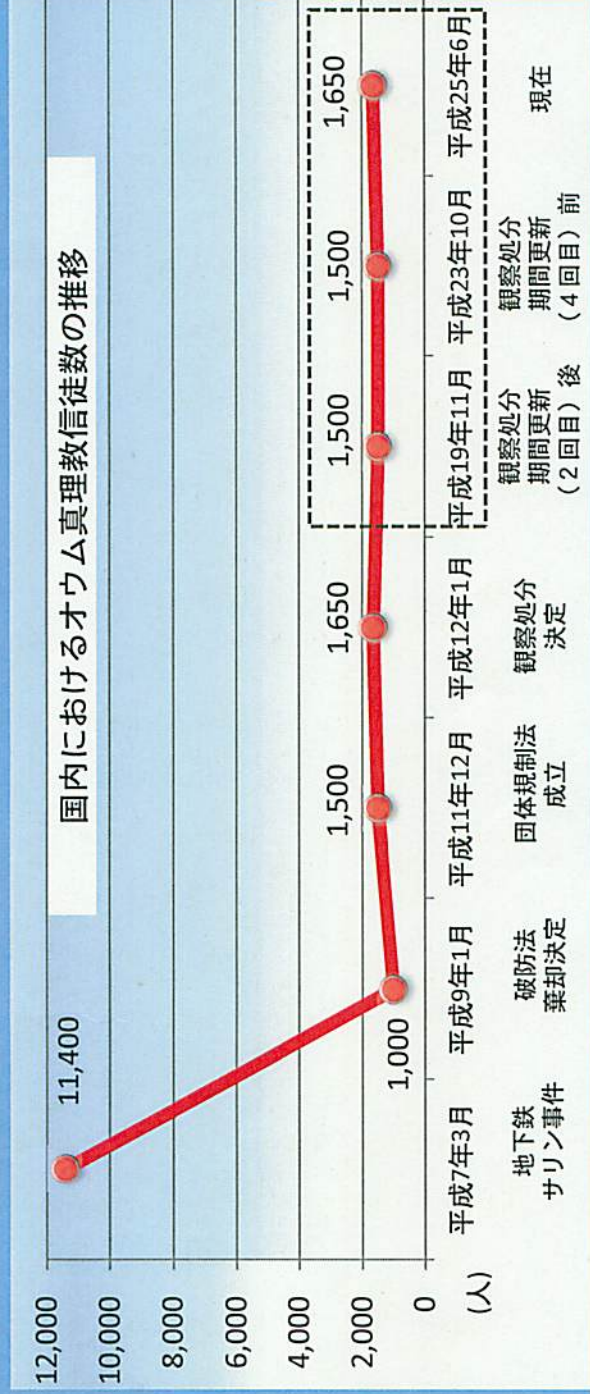 国内におけるオウム真理教信徒数の推移
12,000
10,000
8,000
6,000
4,000
2,000
0
(人)
11,400
1,000
1,500
1,650
1,500
1,500
1,650
平成7年3月
平成9年1月
平成11年12月
平成12年1月
平成19年11月
平成23年10月
平成25年6月
地下鉄
サリン事件
破防法
棄却決定
団体規制法
成立
観察処分
決定
観察処分
期間更新
(2回目)後
観察処分
期間更新
(4回目)前
現在